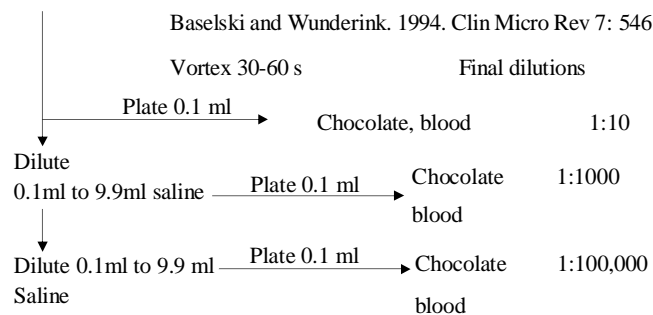 Baselski and Wunderink. 1994. Clin Micro Rev 7: 546
Vortex 30-60 s Final dilutions
Plate 0.1 ml
Chocolate, blood 1:10
Dilute
0.1ml to 9.9ml saline Plate 0.1 ml Chocolate 1:1000
blood
Dilute 0.1ml to 9.9 ml Plate 0.1 ml Chocolate 1:100,000
Saline
blood